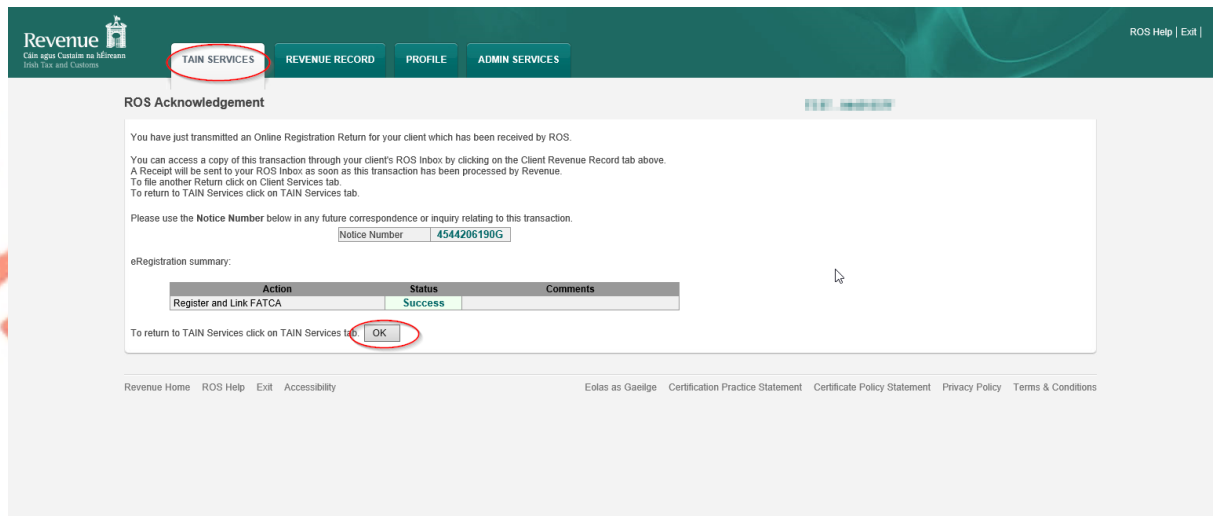 Revenue
Cáin agus Custaim na hÉireann
Irish Tax and Customs
TAIN SERVICES
REVENUE RECORD
PROFILE
ADMIN SERVICES
ROS Help | Exit |
ROS Acknowledgement
You have just transmitted an Online Registration Return for your client which has been received by ROS.
You can access a copy of this transaction through your client's ROS Inbox by clicking on the Client Revenue Record tab above.
A Receipt will be sent to your ROS Inbox as soon as this transaction has been processed by Revenue.
To file another Return click on Client Services tab.
To return to TAIN Services click on TAIN Services tab.
Please use the Notice Number below in any future correspondence or inquiry relating to this transaction.
Notice Number 4544206190G
eRegistration summary:
Action Status Comments
Register and Link FATCA Success
To return to TAIN Services click on TAIN Services tab. OK
Revenue Home ROS Help Exit Accessibility Eolas as Gaeilge Certification Practice Statement Certificate Policy Statement Privacy Policy Terms & Conditions